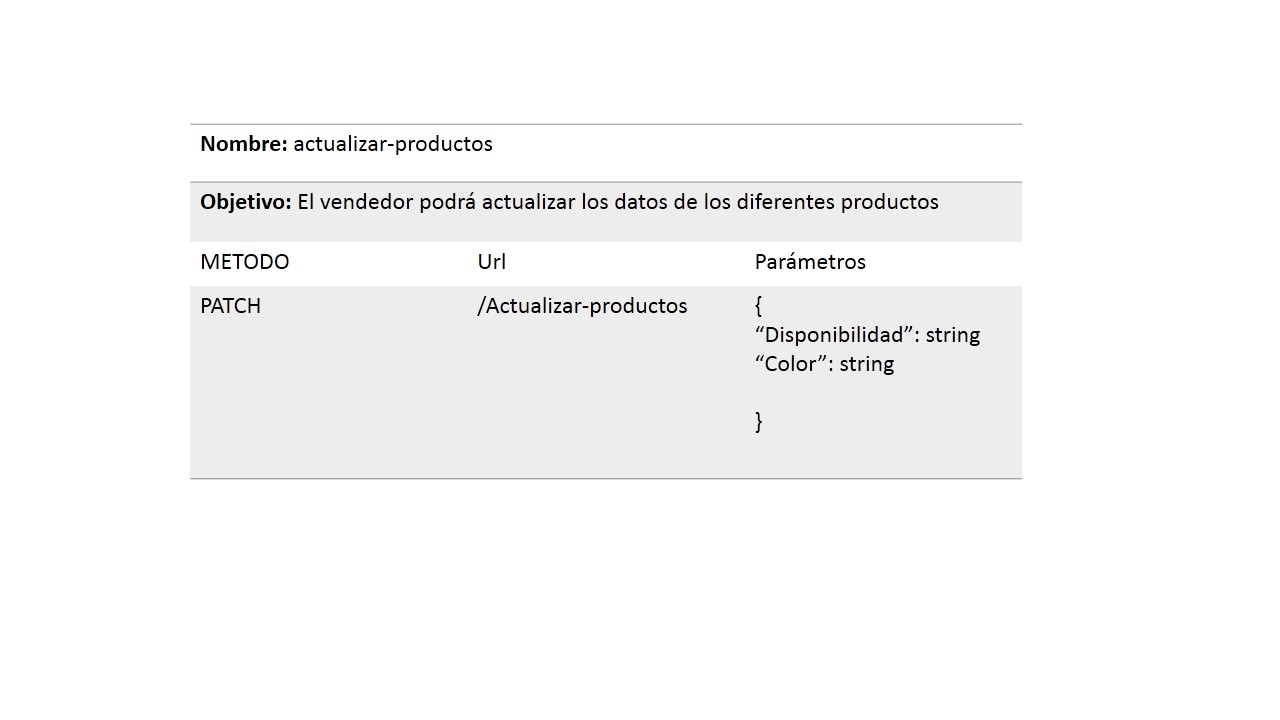 Nombre: actualizar-productos
Objetivo: El vendedor podrá actualizar los datos de los diferentes productos
METODO Url Parámetros
PATCH /Actualizar-productos {
“Disponibilidad”: string
“Color”: string
}